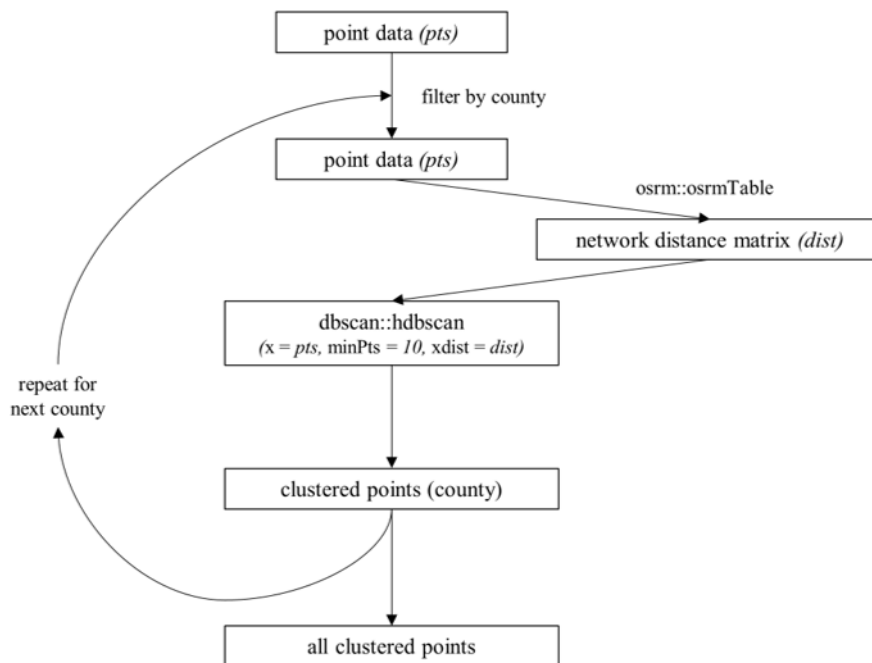 point data (pts)
filter by county
point data (pts)
osrm::osrmTable
network distance matrix (dist)
dbscan::hdbscan
(x = pts, minPts = 10, xdist = dist)
repeat for
next county
clustered points (county)
all clustered points